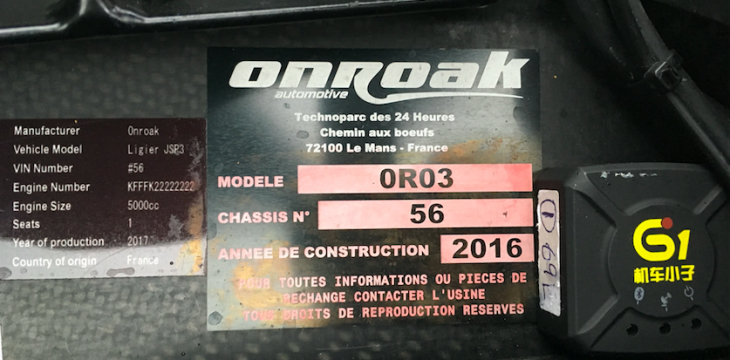 Manufacturer Onroak
Vehicle Model Ligier JSP3
VIN Number #56
Engine Number KFFFK22222222
Engine Size 5000cc
Seats 1
Year of production 2017
Country of origin France
onroak
automotive
Technoparc des 24 Heures
Chemin aux boeufs
72100 Le Mans - France
MODELE 0R03
CHASSIS N° 56
ANNEE DE CONSTRUCTION 2016
POUR TOUTES INFORMATIONS OU PIECES DE
RECHANGE CONTACTER L'USINE
TOUS DROITS DE REPRODUCTION RESERVES
G1
机车小子